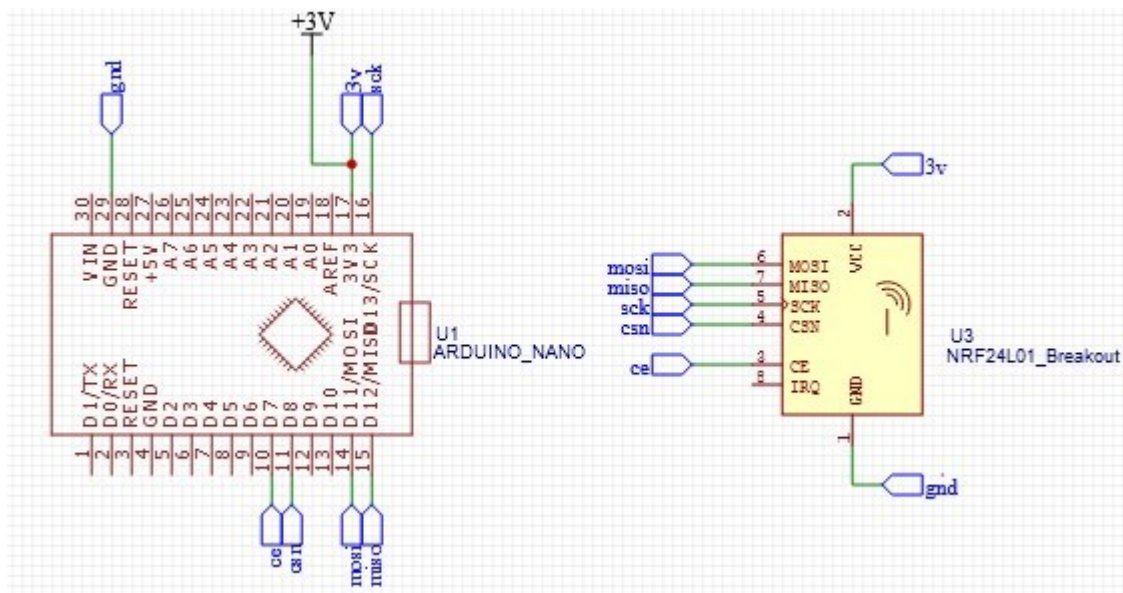 +3V
gnd
3v
sck
30 29 28 27 26 25 24 23 22 21 20 19 18 17 16
VIN GND RESET +5V A7 A6 A5 A4 A3 A2 A1 A0 AREF 3V3 D13/SCK
U1
ARDUINO_NANO
D1/TX D0/RX RESET GND D2 D3 D4 D5 D6 D7 D8 D9 D10 D11/MOSI D12/MISO
1 2 3 4 5 6 7 8 9 10 11 12 13 14 15
ce
csn
mosi
miso
3v
2
VCC
mosi 6 MOSI
miso 7 MISO
sck 5 SCK
csn 4 CSN
ce 3 CE
8 IRQ
U3
NRF24L01_Breakout
GND
1
gnd